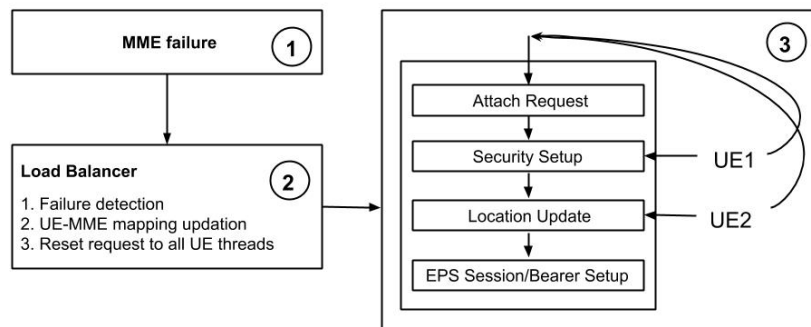 MME failure
1
Load Balancer
2
1. Failure detection
2. UE-MME mapping updation
3. Reset request to all UE threads
3
Attach Request
Security Setup
UE1
Location Update
UE2
EPS Session/Bearer Setup